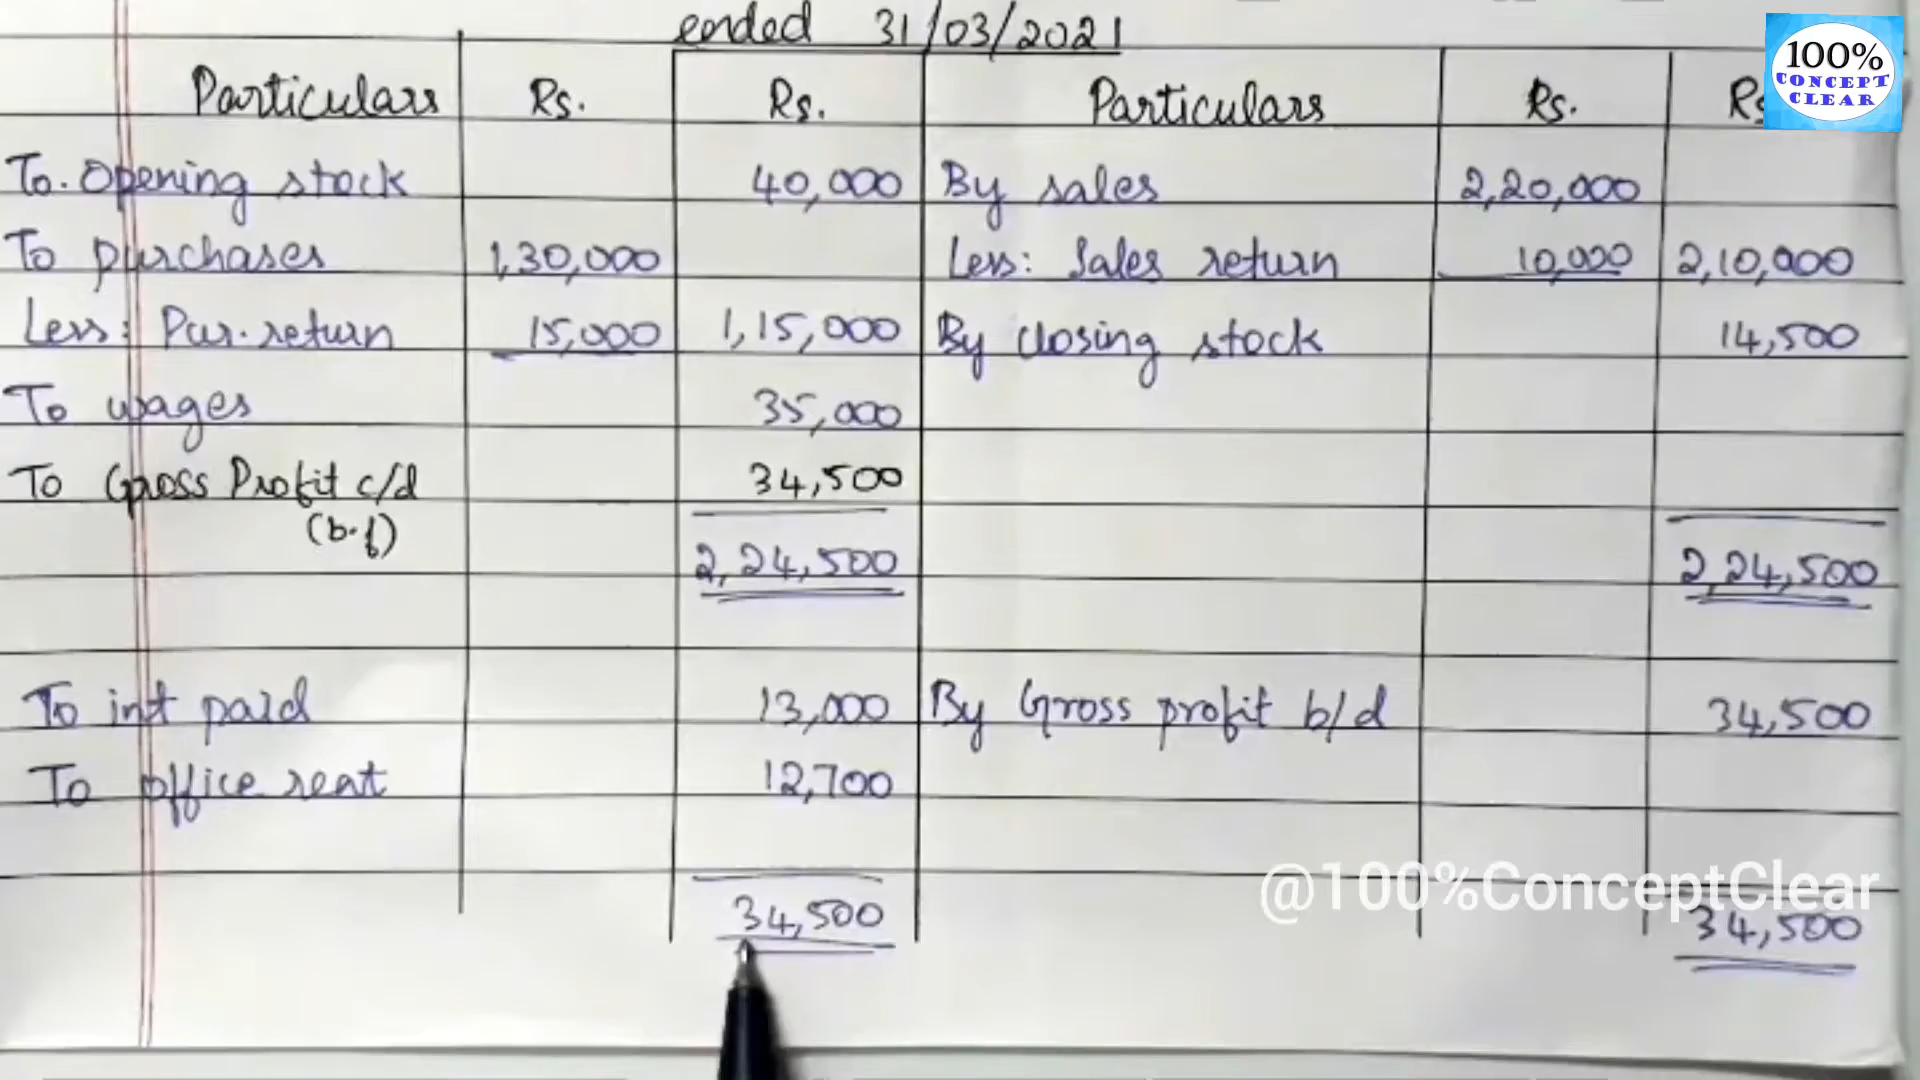 ended 31/03/2021
Particulars Rs. Rs. Particulars Rs. Rs
100%
CONCEPT
CLEAR
To. Opening stock 40,000 By sales 2,20,000
To purchases 1,30,000 Less: Sales return 10,000 2,10,000
Less: Pur. return 15,000 1,15,000 By closing stock 14,500
To wages 35,000
To Gross Profit c/d 34,500
(b.f)
2,24,500 2,24,500
To int paid 13,000 By Gross profit b/d 34,500
To office rent 12,700
@100%ConceptClear
34,500 34,500